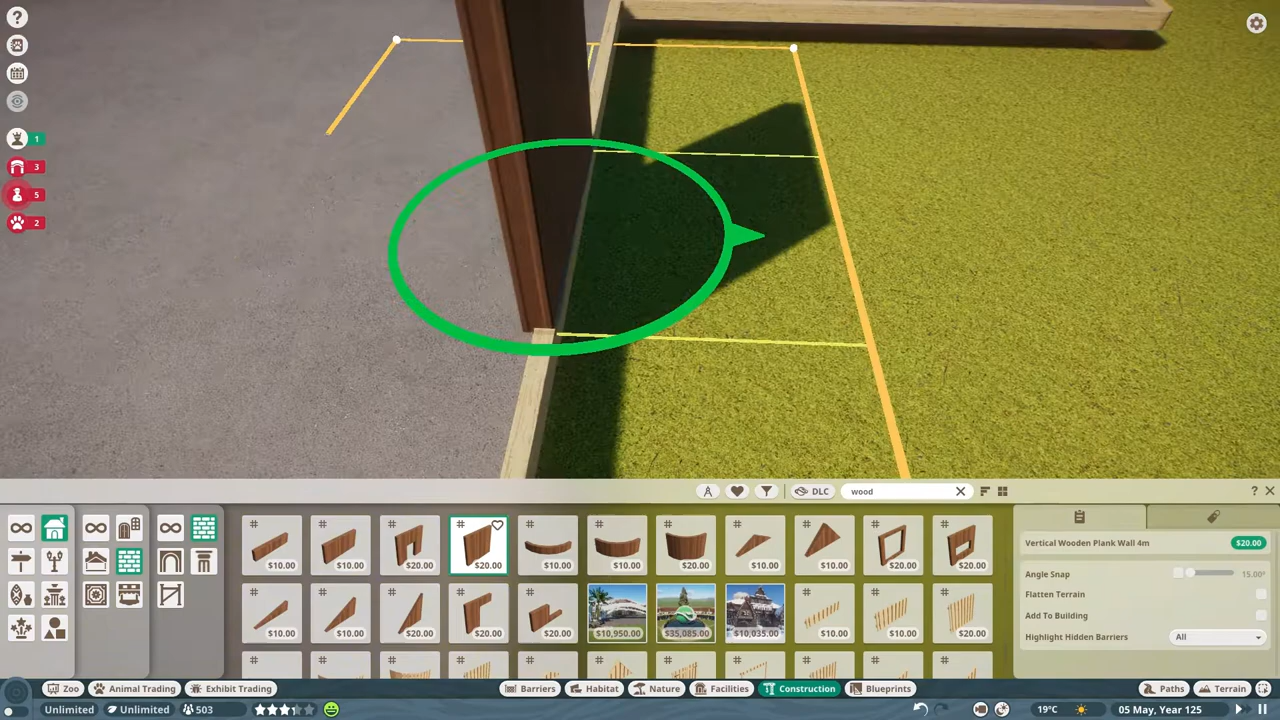 ?
1
3
5
2
DLC
wood
?
# $10.00
# $10.00
# $20.00
# $20.00
# $10.00
# $10.00
# $20.00
# $10.00
# $10.00
# $20.00
# $20.00
# $10.00
# $10.00
# $20.00
# $20.00
# $20.00
$10,950.00
$35,085.00
$10,035.00
# $10.00
# $10.00
# $20.00
# # # # # # # # # # #
Vertical Wooden Plank Wall 4m $20.00
Angle Snap 15.00°
Flatten Terrain
Add To Building
Highlight Hidden Barriers All
Zoo Animal Trading Exhibit Trading Barriers Habitat Nature Facilities Construction Blueprints Paths Terrain
Unlimited Unlimited 503 19°C 05 May, Year 125